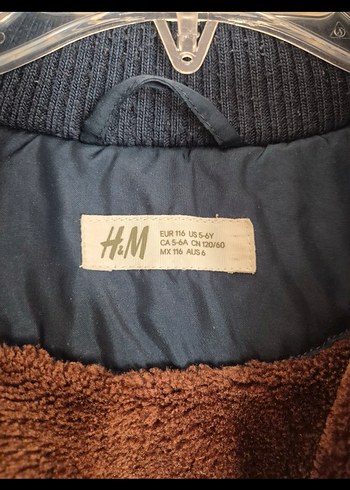 H&M
EUR 116 US 5-6Y
CA 5-6A CN 120/60
MX 116 AUS 6